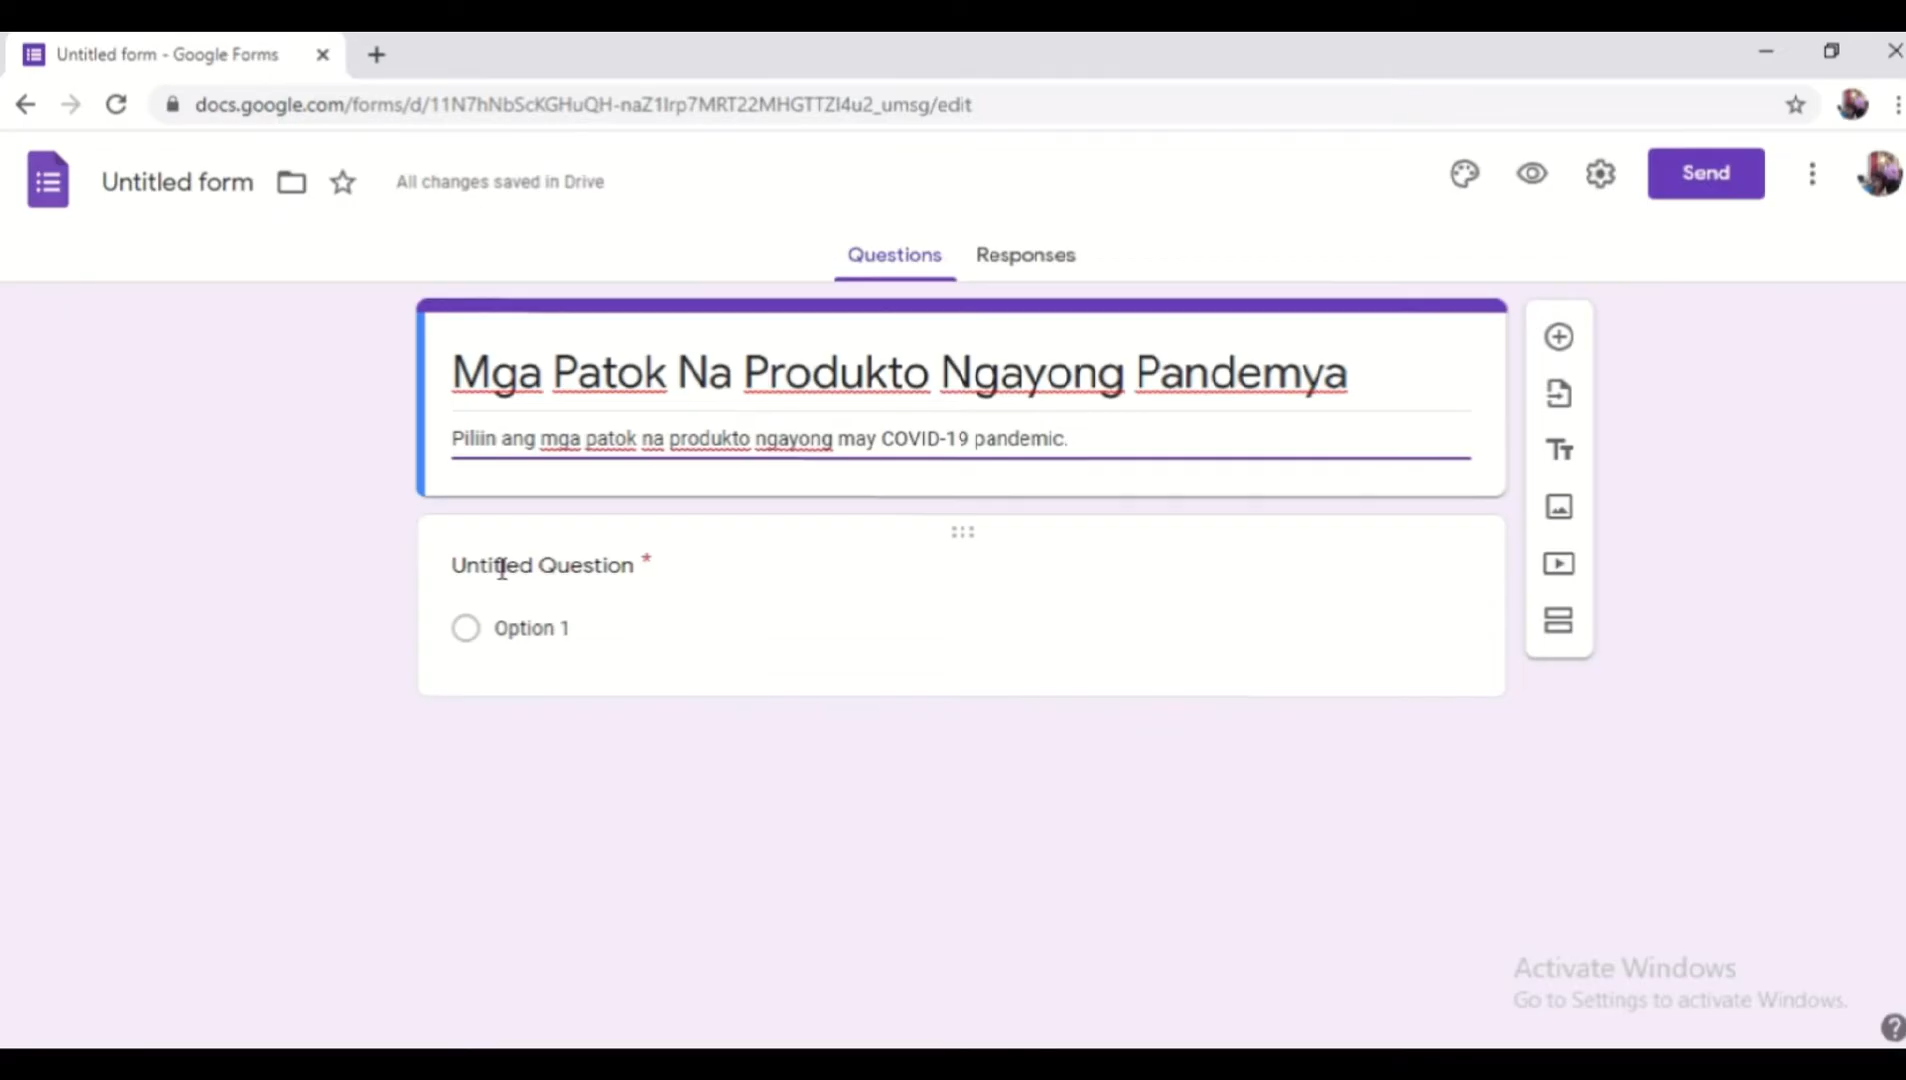 Untitled form - Google Forms
docs.google.com/forms/d/11N7hNbScKGHuQH-naZ1Irp7MRT22MHGTTZI4u2_umsg/edit
Untitled form
All changes saved in Drive
Send
Questions
Responses
Mga Patok Na Produkto Ngayong Pandemya
Piliin ang mga patok na produkto ngayong may COVID-19 pandemic.
Untitled Question *
Option 1
Tт
Activate Windows
Go to Settings to activate Windows.
?